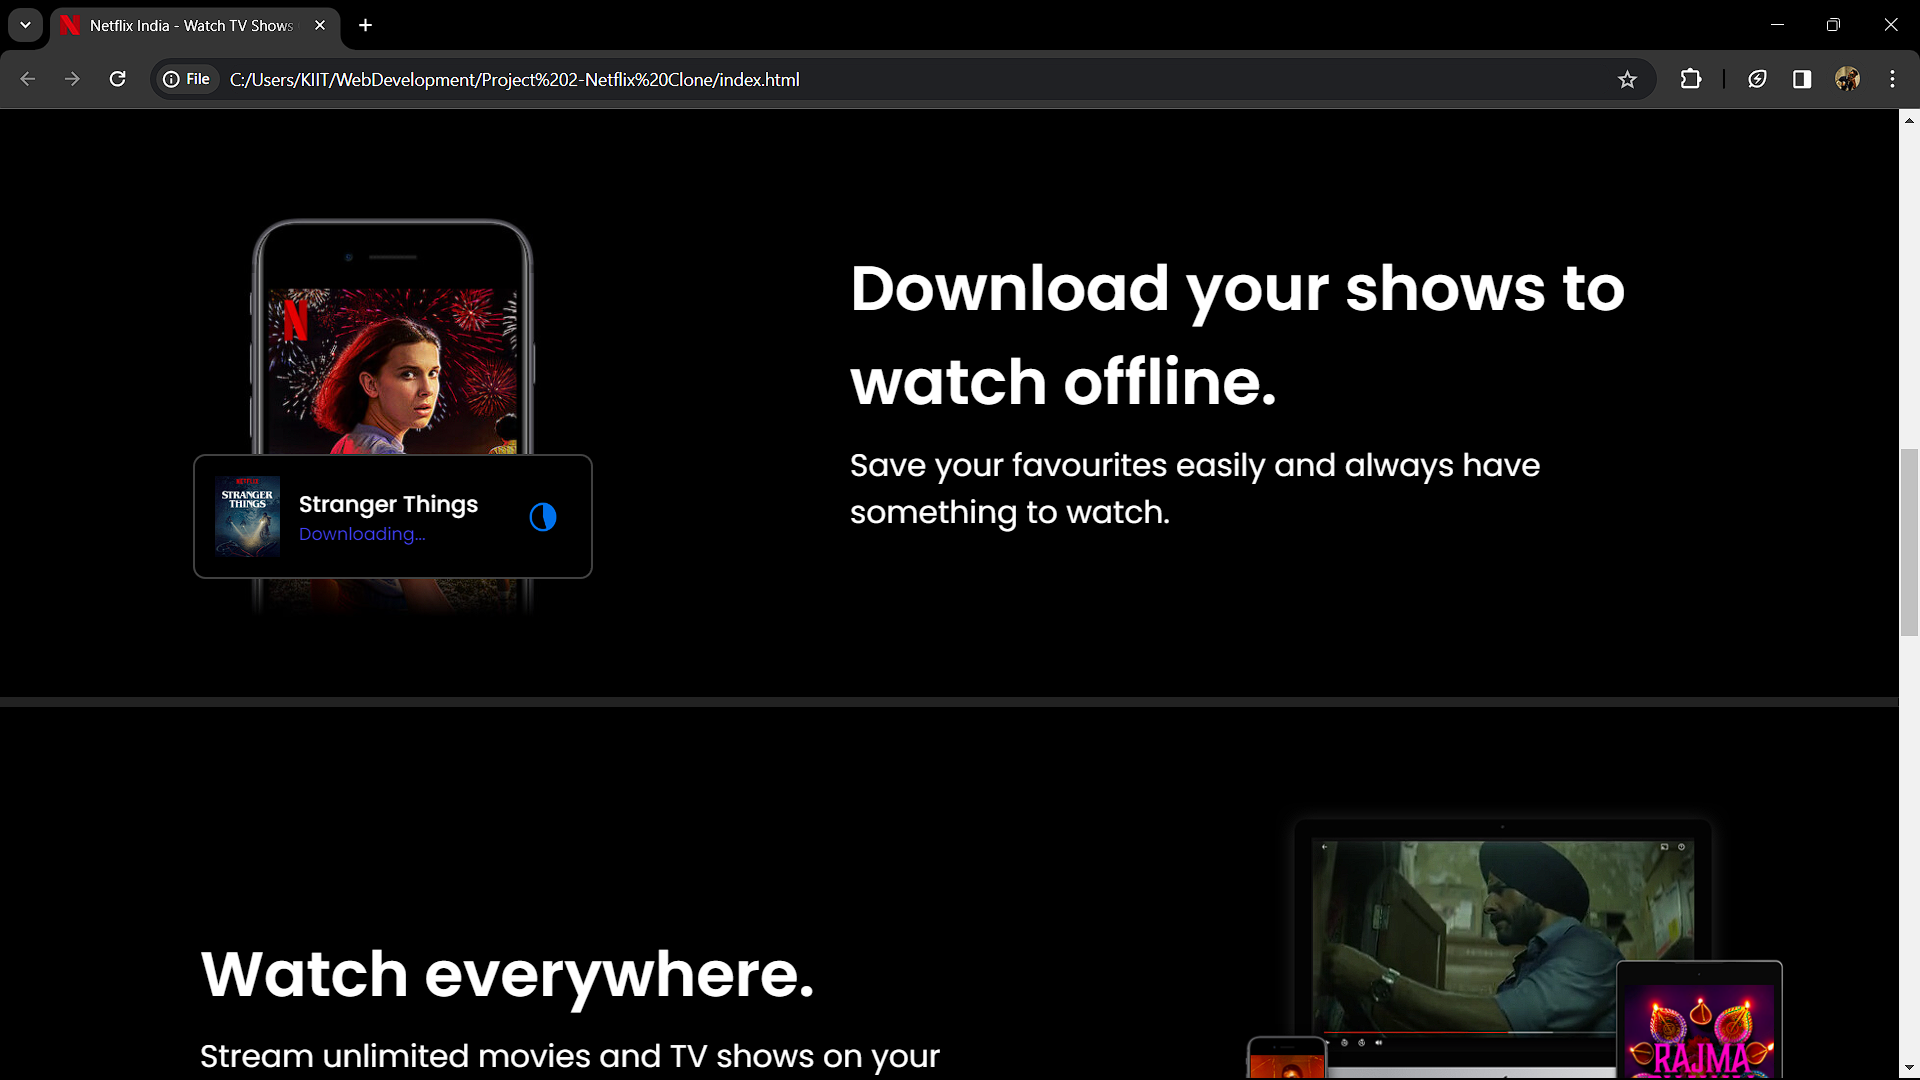 Netflix India - Watch TV Shows
File
C:/Users/KIIT/WebDevelopment/Project%202-Netflix%20Clone/index.html
N
Download your shows to
watch offline.
Save your favourites easily and always have
something to watch.
NETFLIX
STRANGER
THINGS
Stranger Things
Downloading...
Watch everywhere.
Stream unlimited movies and TV shows on your
RAJMA